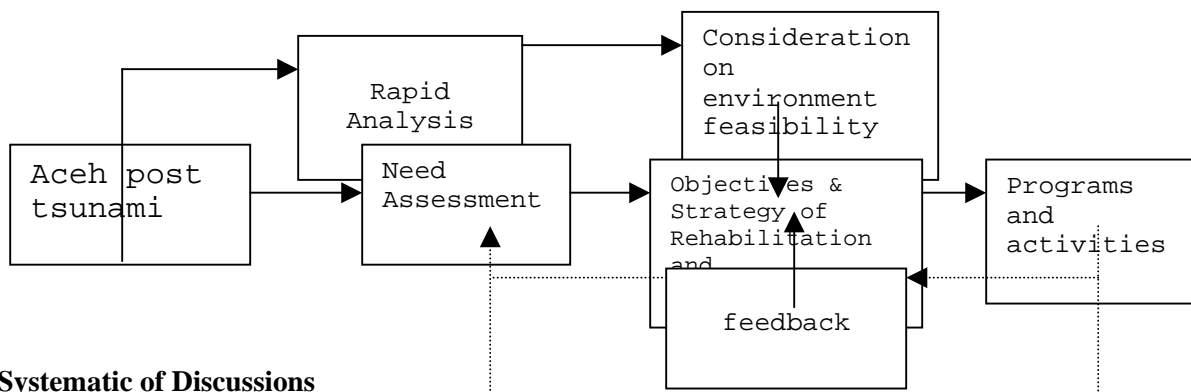 Consideration
on
environment
feasibility
Rapid
Analysis
Aceh post
tsunami
Need
Assessment
Objectives &
Strategy of
Rehabilitation
and
Programs
and
activities
feedback
Systematic of Discussions